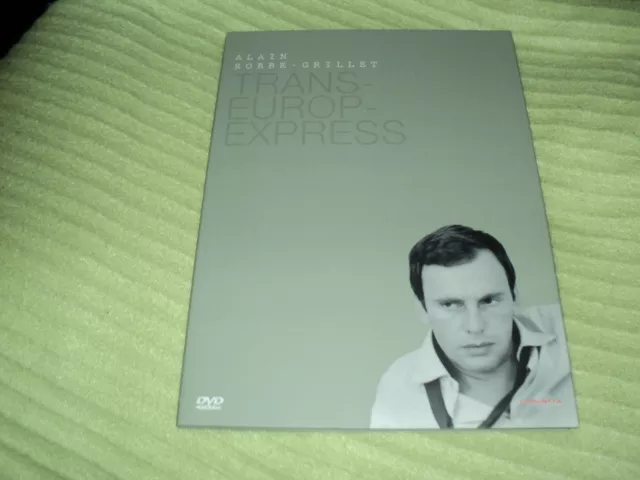 ALAIN
ROBBE-GRILLET
TRANS-
EUROP-
EXPRESS
DVD